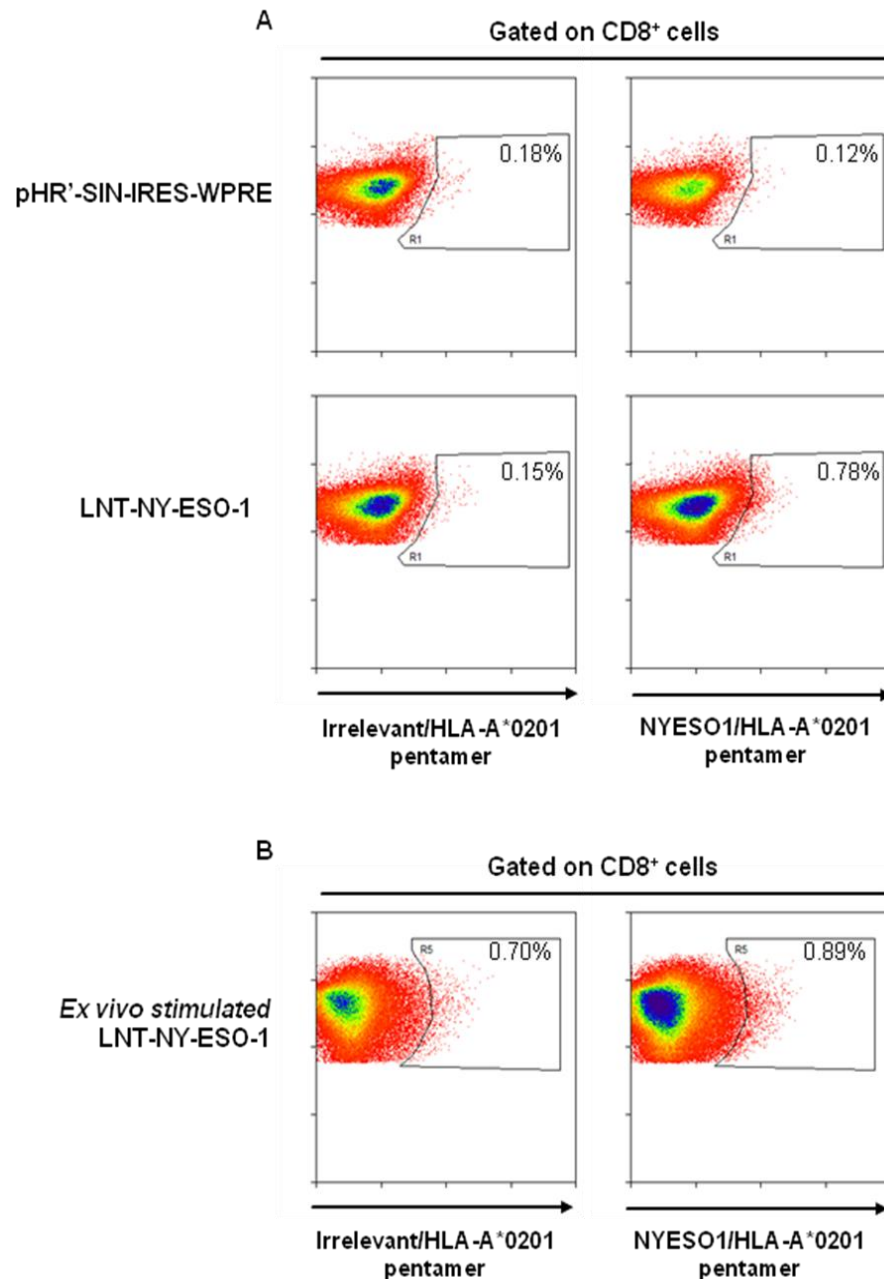 A
Gated on CD8⁺ cells
pHR'-SIN-IRES-WPRE
0.18%
R1
0.12%
R1
LNT-NY-ESO-1
0.15%
R1
0.78%
R1
Irrelevant/HLA-A*0201
pentamer
NYESO1/HLA-A*0201
pentamer
B
Gated on CD8⁺ cells
Ex vivo stimulated
LNT-NY-ESO-1
R5
0.70%
R5
0.89%
Irrelevant/HLA-A*0201
pentamer
NYESO1/HLA-A*0201
pentamer